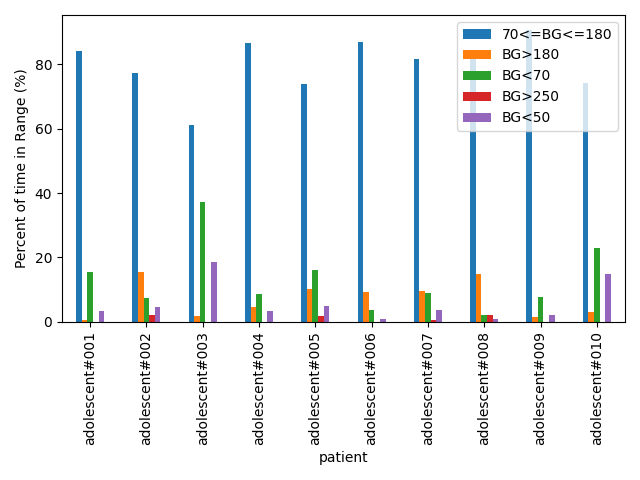 70<=BG<=180
BG>180
BG<70
BG>250
BG<50
Percent of time in Range (%)
80
60
40
20
0
adolescent#001
adolescent#002
adolescent#003
adolescent#004
adolescent#005
adolescent#006
adolescent#007
adolescent#008
adolescent#009
adolescent#010
patient